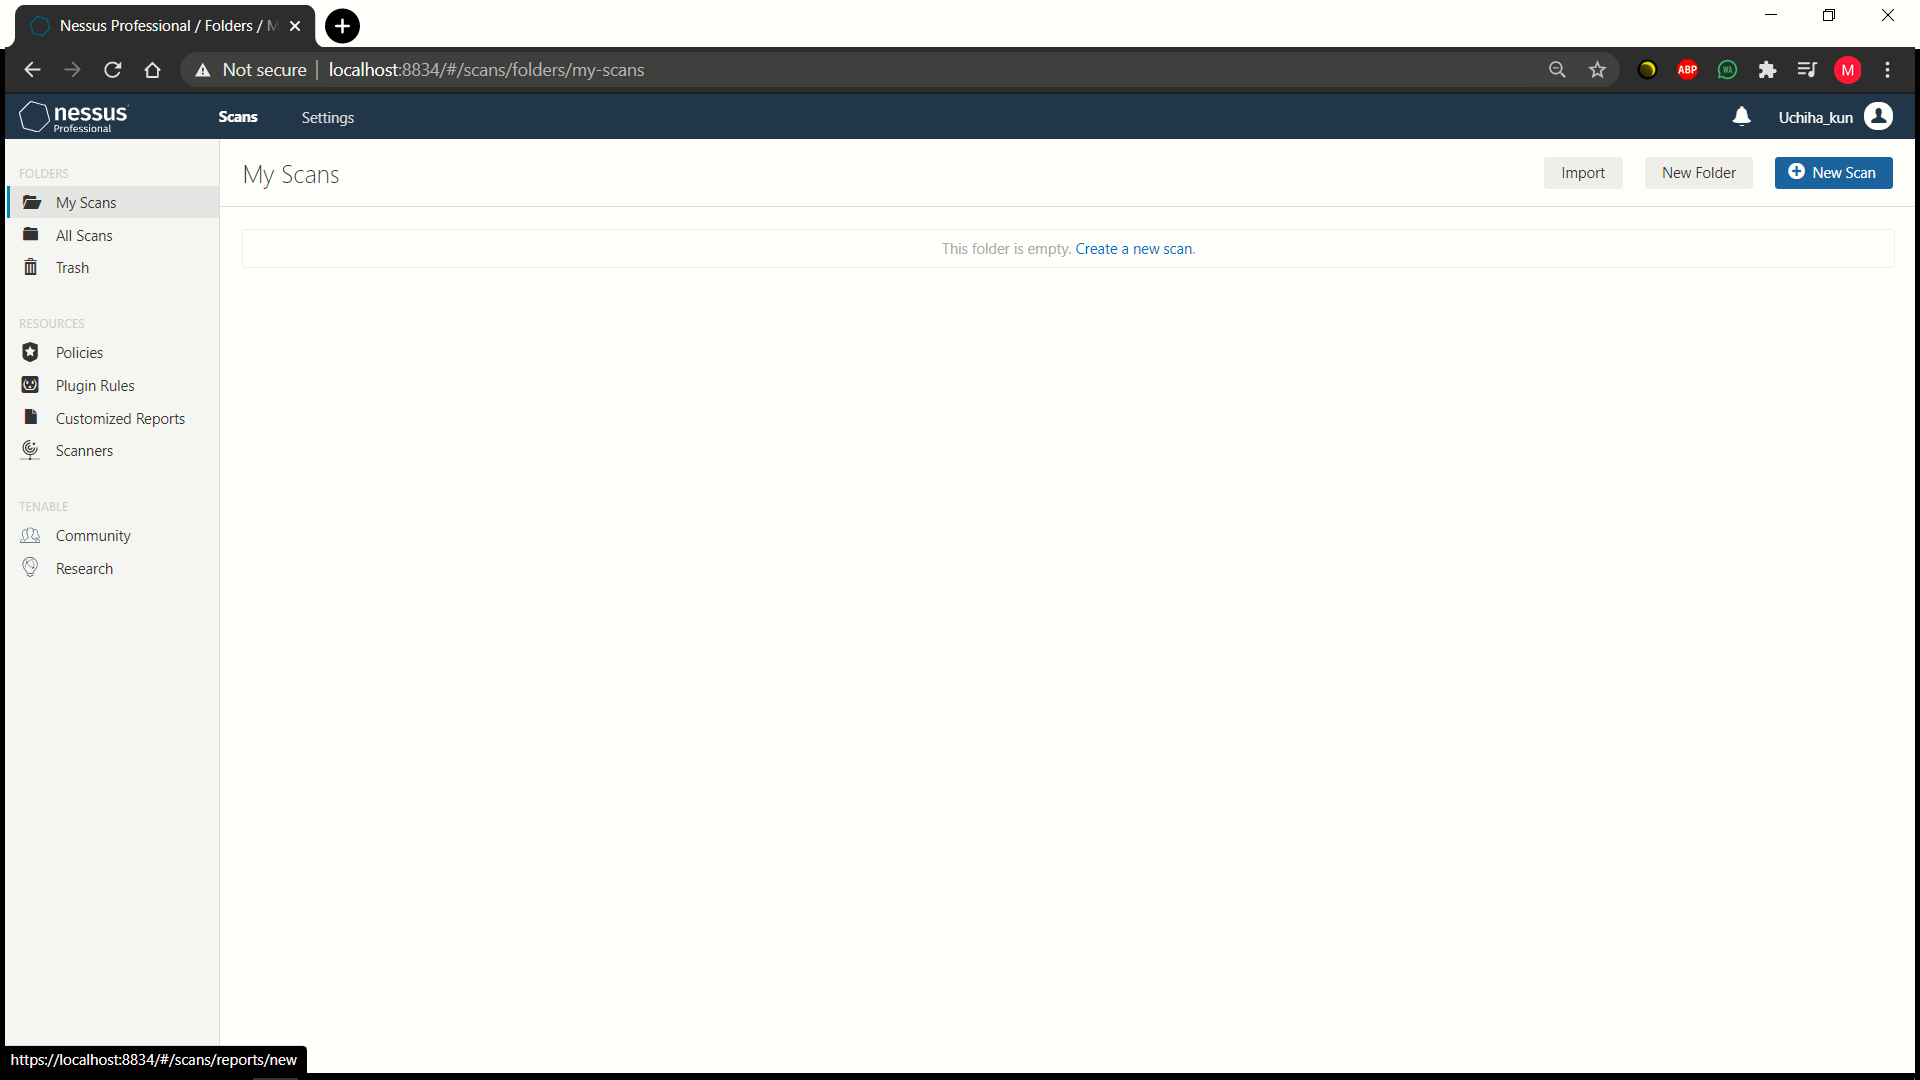 Nessus Professional / Folders / M
Not secure
localhost:8834/#/scans/folders/my-scans
ABP
WA
M
nessus
Professional
Scans
Settings
Uchiha_kun
FOLDERS
My Scans
All Scans
Trash
RESOURCES
Policies
Plugin Rules
Customized Reports
Scanners
TENABLE
Community
Research
My Scans
Import
New Folder
New Scan
This folder is empty. Create a new scan.
https://localhost:8834/#/scans/reports/new